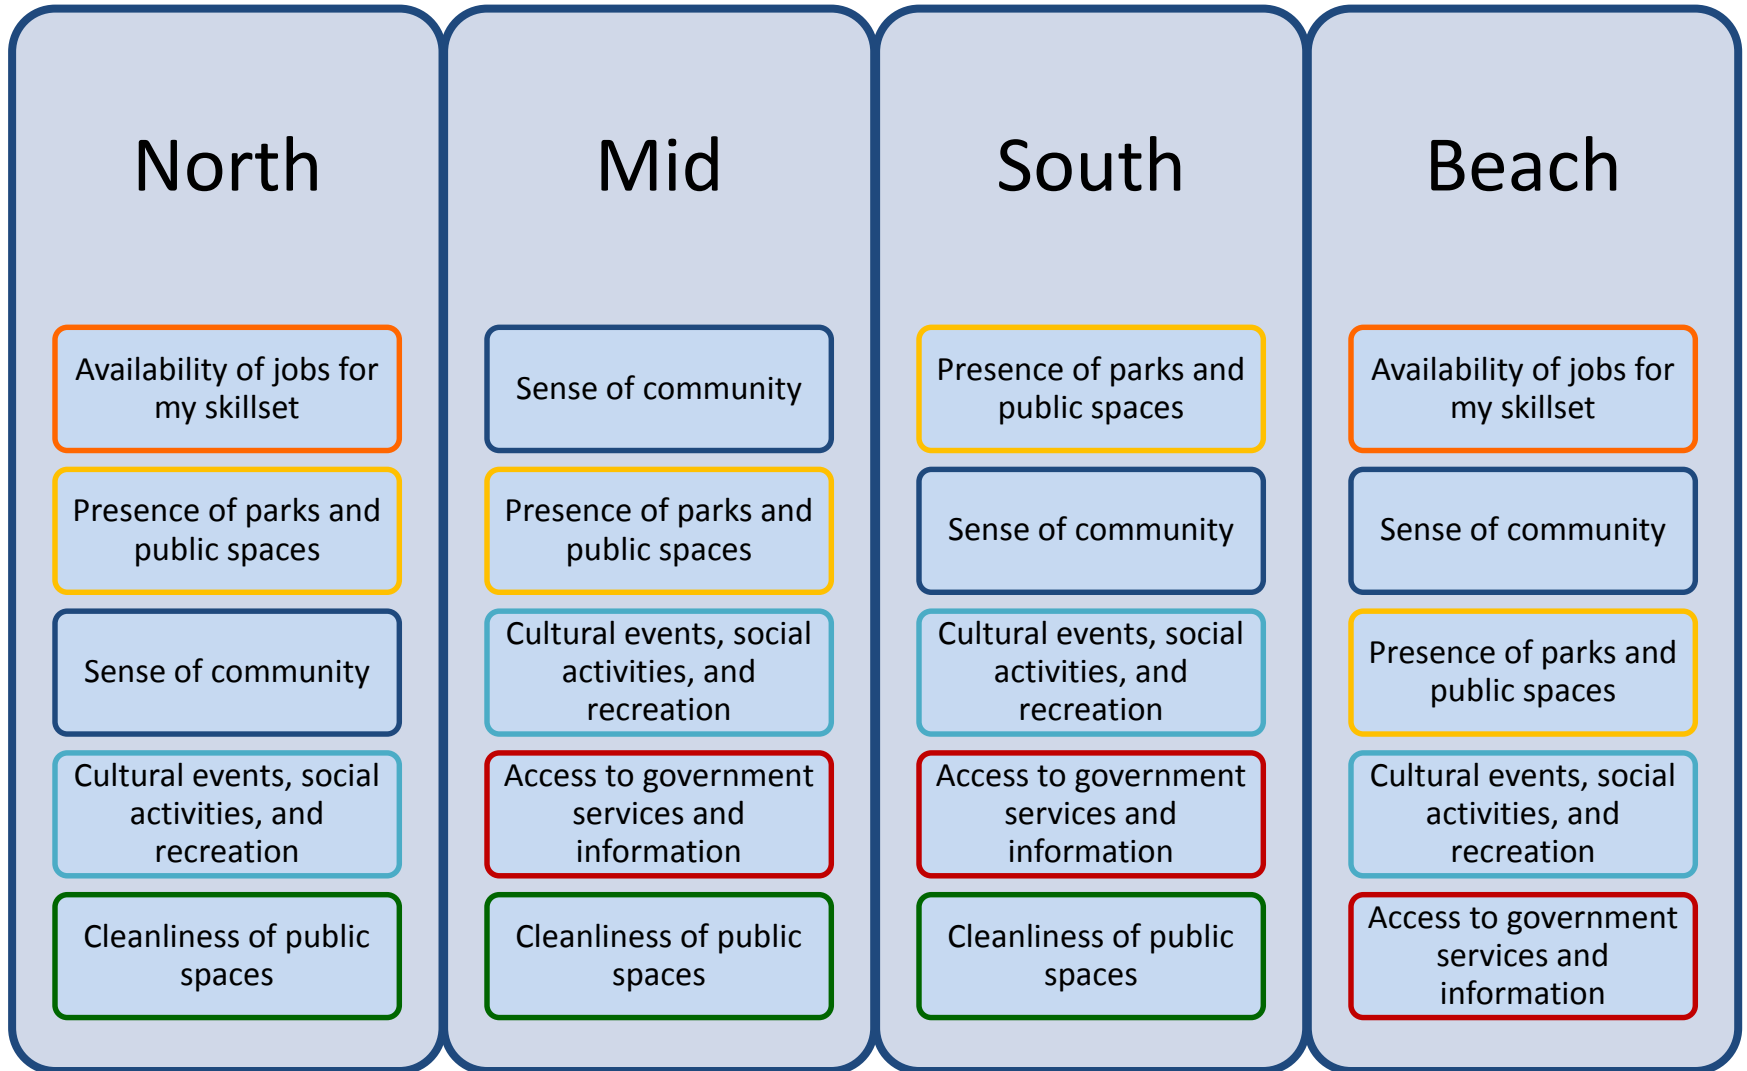 North
Availability of jobs for
my skillset
Presence of parks and
public spaces
Sense of community
Cultural events, social
activities, and
recreation
Cleanliness of public
spaces
Mid
Sense of community
Presence of parks and
public spaces
Cultural events, social
activities, and
recreation
Access to government
services and
information
Cleanliness of public
spaces
South
Presence of parks and
public spaces
Sense of community
Cultural events, social
activities, and
recreation
Access to government
services and
information
Cleanliness of public
spaces
Beach
Availability of jobs for
my skillset
Sense of community
Presence of parks and
public spaces
Cultural events, social
activities, and
recreation
Access to government
services and
information